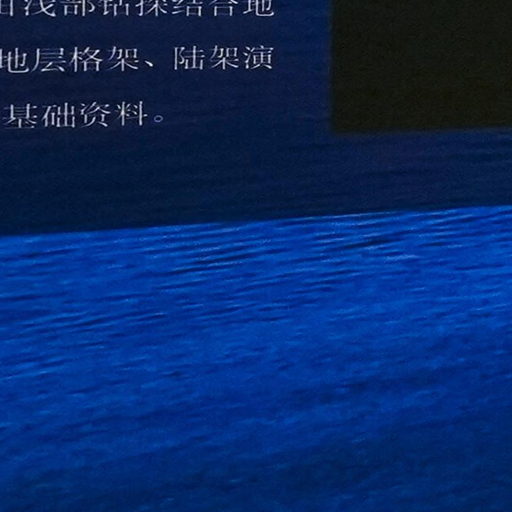 浅部钻探结合地
地层格架、陆架演
基础资料。